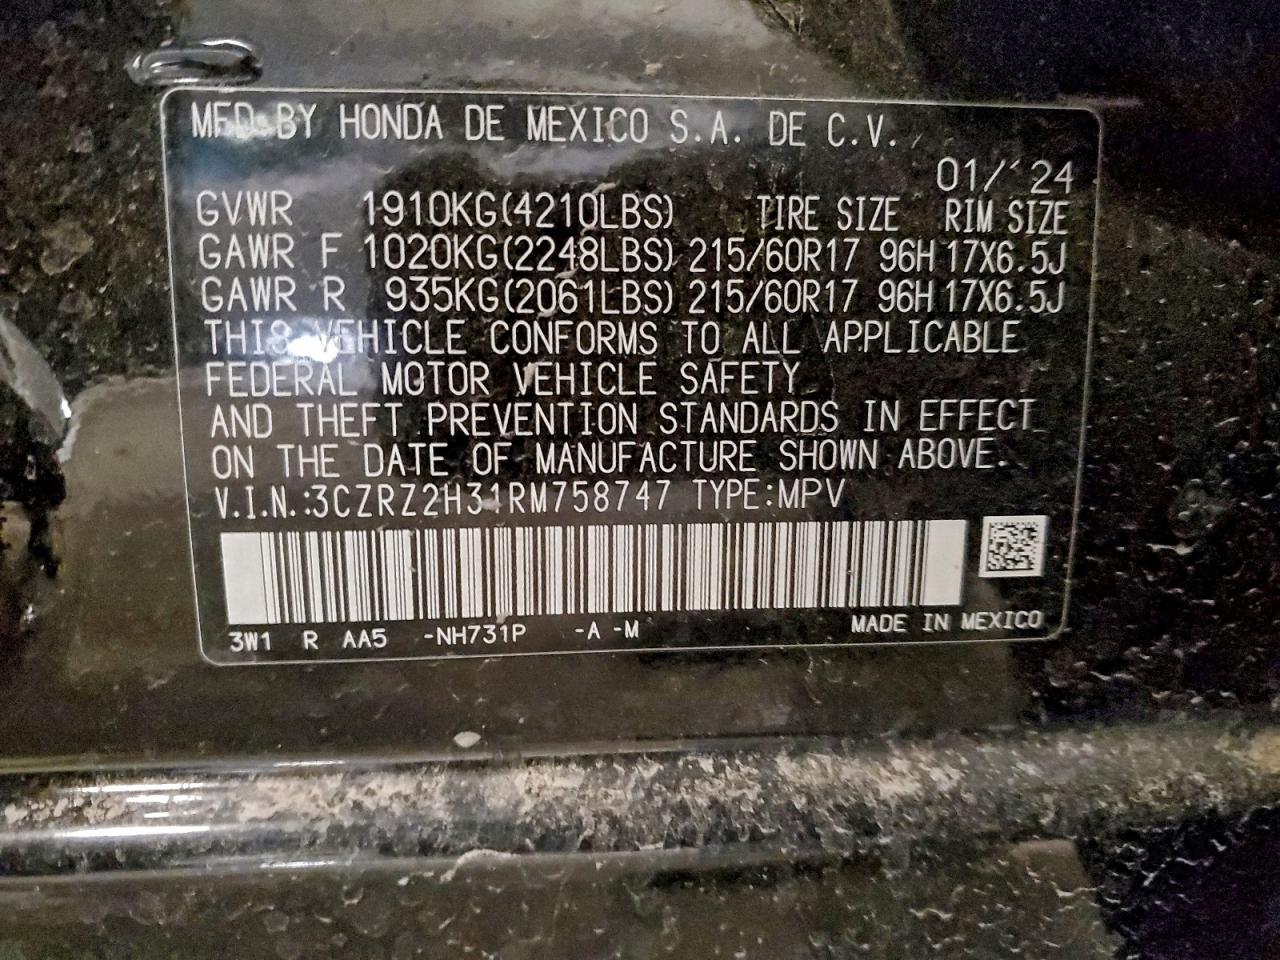 MFD BY HONDA DE MEXICO S.A. DE C.V.
01/'24
GVWR 1910KG(4210LBS) TIRE SIZE RIM SIZE
GAWR F 1020KG(2248LBS) 215/60R17 96H 17X6.5J
GAWR R 935KG(2061LBS) 215/60R17 96H 17X6.5J
THIS VEHICLE CONFORMS TO ALL APPLICABLE
FEDERAL MOTOR VEHICLE SAFETY
AND THEFT PREVENTION STANDARDS IN EFFECT
ON THE DATE OF MANUFACTURE SHOWN ABOVE.
V.I.N.:3CZRZ2H31RM758747 TYPE:MPV
3W1 R AA5 -NH731P -A -M MADE IN MEXICO